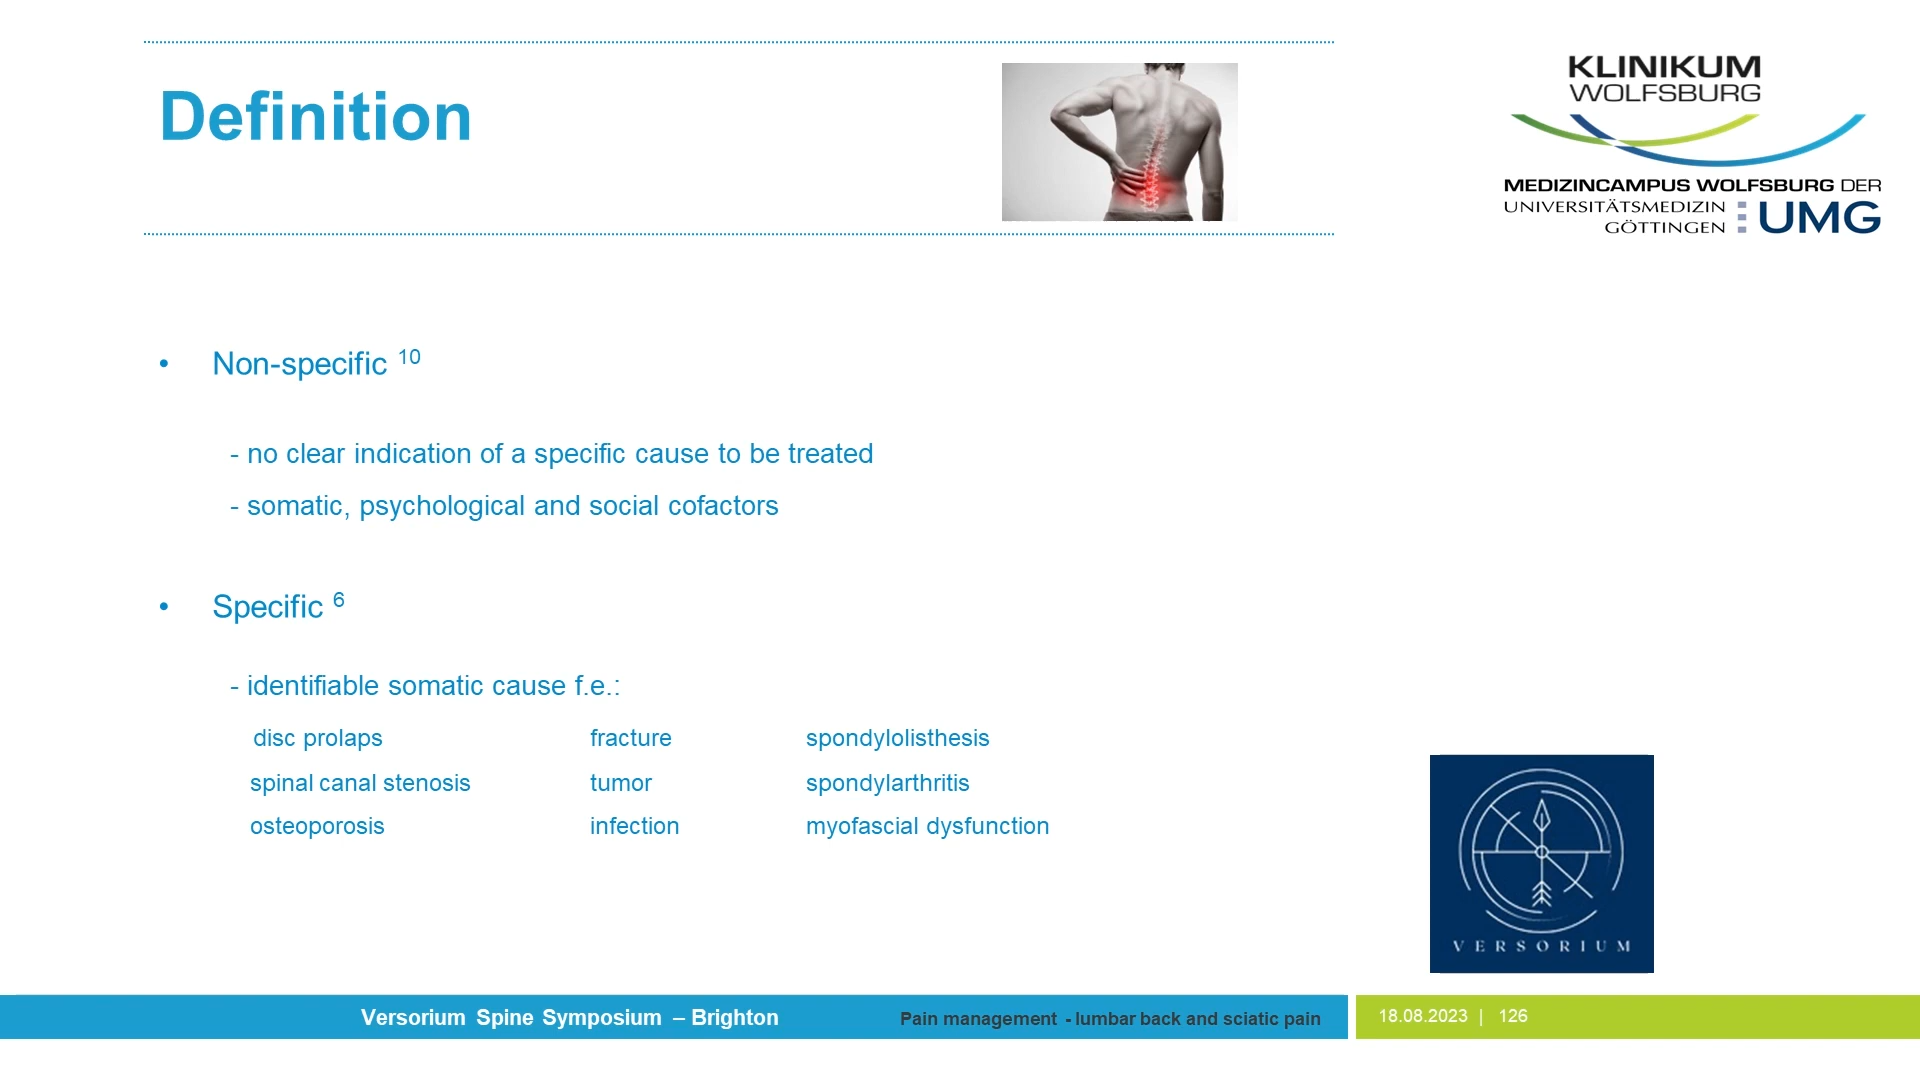 Definition
KLINIKUM
WOLFSBURG
MEDIZINCAMPUS WOLFSBURG DER
UNIVERSITÄTSMEDIZIN
GÖTTINGEN
UMG
• Non-specific 10
- no clear indication of a specific cause to be treated
- somatic, psychological and social cofactors
• Specific 6
- identifiable somatic cause f.e.:
disc prolaps fracture spondylolisthesis
spinal canal stenosis tumor spondylarthritis
osteoporosis infection myofascial dysfunction
VERSORIUM
Versorium Spine Symposium – Brighton Pain management - lumbar back and sciatic pain 18.08.2023 | 126